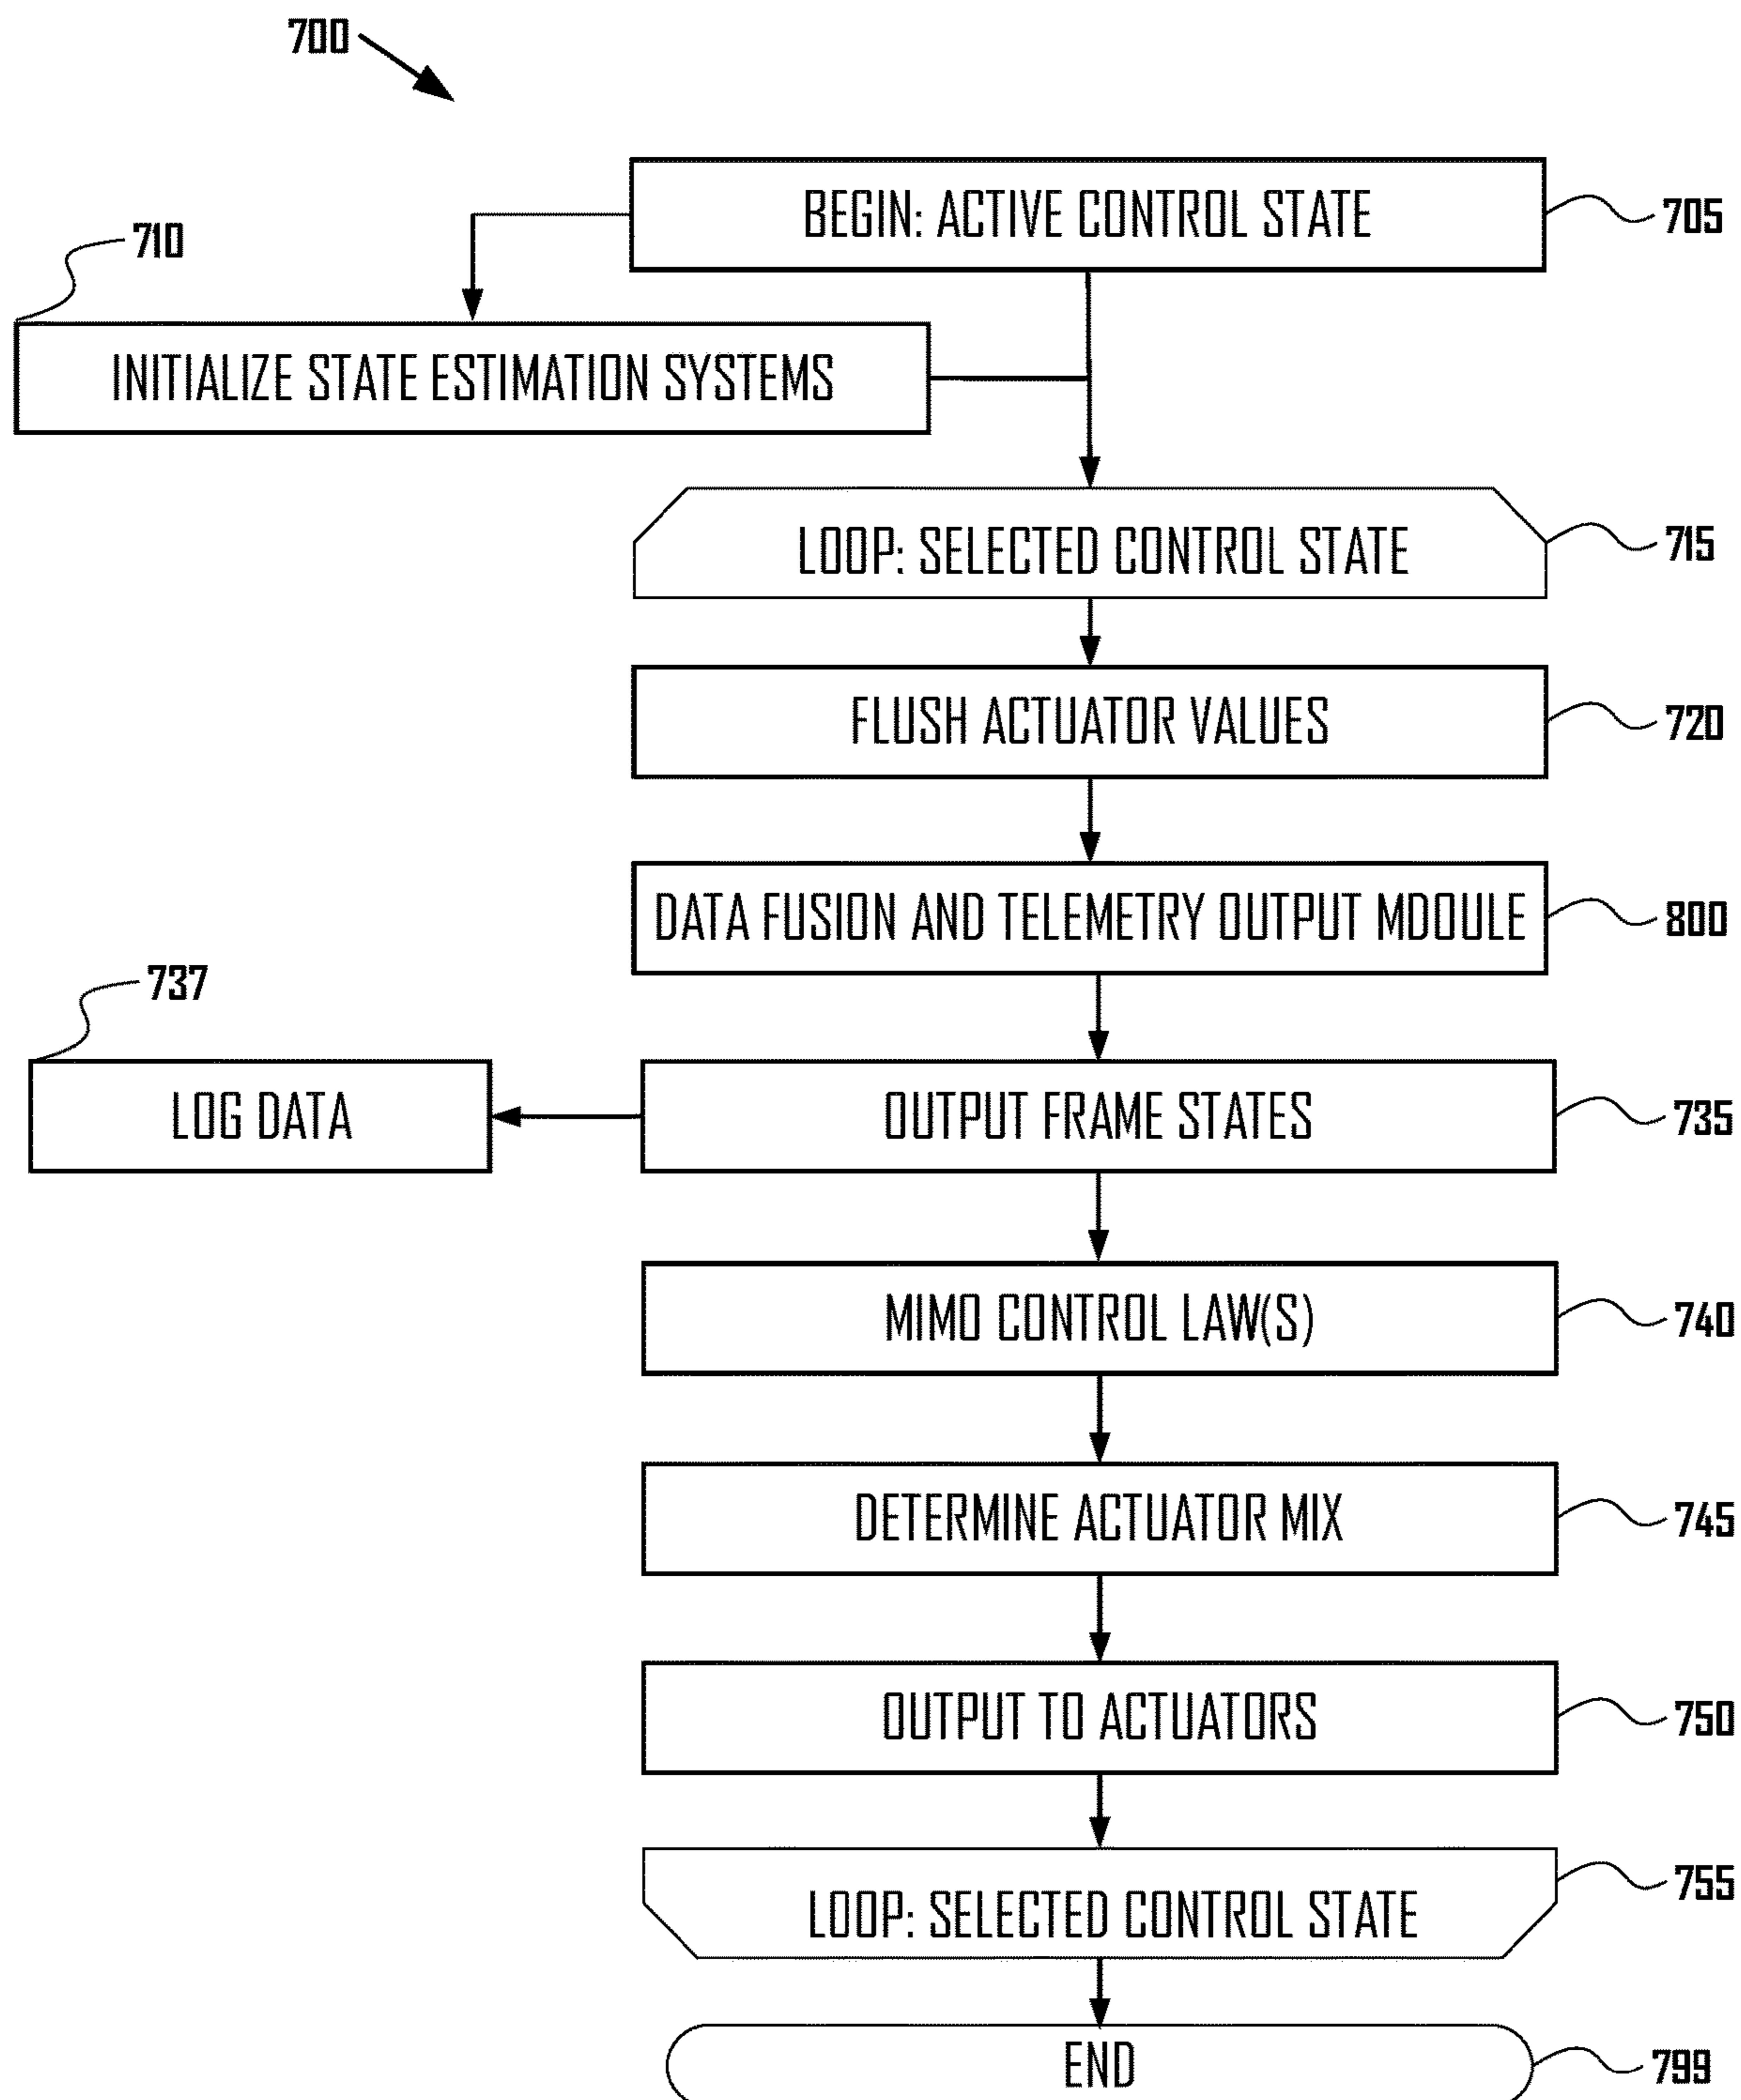 700
BEGIN: ACTIVE CONTROL STATE
705
710
INITIALIZE STATE ESTIMATION SYSTEMS
LOOP: SELECTED CONTROL STATE
715
FLUSH ACTUATOR VALUES
720
DATA FUSION AND TELEMETRY OUTPUT MDOULE
800
737
LOG DATA
OUTPUT FRAME STATES
735
MIMO CONTROL LAW(S)
740
DETERMINE ACTUATOR MIX
745
OUTPUT TO ACTUATORS
750
LOOP: SELECTED CONTROL STATE
755
END
799